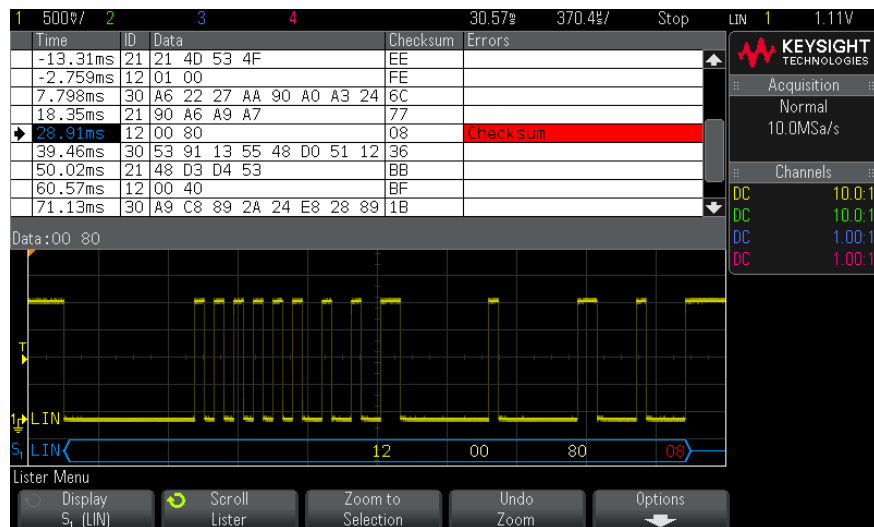 1 500▽/ 2 3 4 30.57s 370.4s/ Stop LIN 1 1.11V
Time ID Data Checksum Errors
-13.31ms 21 21 4D 53 4F EE
-2.759ms 12 01 00 FE
7.798ms 30 A6 22 27 AA 90 A0 A3 24 6C
18.35ms 21 90 A6 A9 A7 77
28.91ms 12 00 80 08 Checksum
39.46ms 30 53 91 13 55 48 D0 51 12 36
50.02ms 21 48 D3 D4 53 BB
60.57ms 12 00 40 BF
71.13ms 30 A9 C8 89 2A 24 E8 28 89 1B
Data:00 80
KEYSIGHT
TECHNOLOGIES
Acquisition
Normal
10.0MSa/s
Channels
DC 10.0:1
DC 10.0:1
DC 1.00:1
DC 1.00:1
T
1 LIN
S1 LIN 12 00 80 08
Lister Menu
Display
S1 (LIN)
Scroll
Lister
Zoom to
Selection
Undo
Zoom
Options